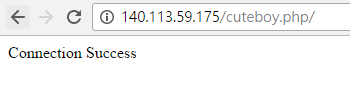 140.113.59.175/cuteboy.php/
Connection Success